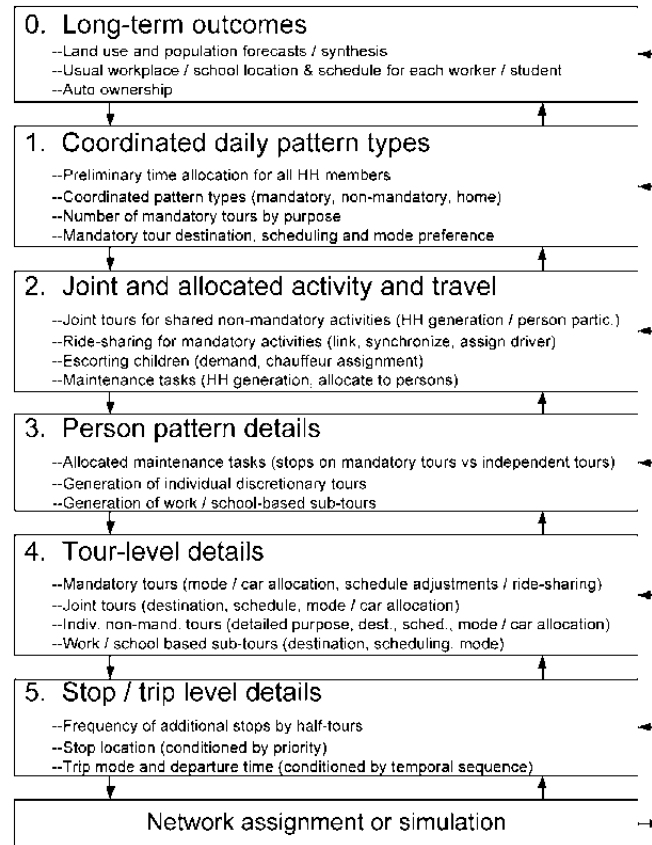 0. Long-term outcomes
--Land use and population forecasts / synthesis
--Usual workplace / school location & schedule for each worker / student
--Auto ownership
1. Coordinated daily pattern types
--Preliminary time allocation for all HH members
--Coordinated pattern types (mandatory, non-mandatory, home)
--Number of mandatory tours by purpose
--Mandatory tour destination, scheduling and mode preference
2. Joint and allocated activity and travel
--Joint tours for shared non-mandatory activities (HH generation / person partic.)
--Ride-sharing for mandatory activities (link, synchronize, assign driver)
--Escorting children (demand, chauffeur assignment)
--Maintenance tasks (HH generation, allocate to persons)
3. Person pattern details
--Allocated maintenance tasks (stops on mandatory tours vs independent tours)
--Generation of individual discretionary tours
--Generation of work / school-based sub-tours
4. Tour-level details
--Mandatory tours (mode / car allocation, schedule adjustments / ride-sharing)
--Joint tours (destination, schedule, mode / car allocation)
--Indiv. non-mand. tours (detailed purpose, dest., sched., mode / car allocation)
--Work / school based sub-tours (destination, scheduling. mode)
5. Stop / trip level details
--Frequency of additional stops by half-tours
--Stop location (conditioned by priority)
--Trip mode and departure time (conditioned by temporal sequence)
Network assignment or simulation